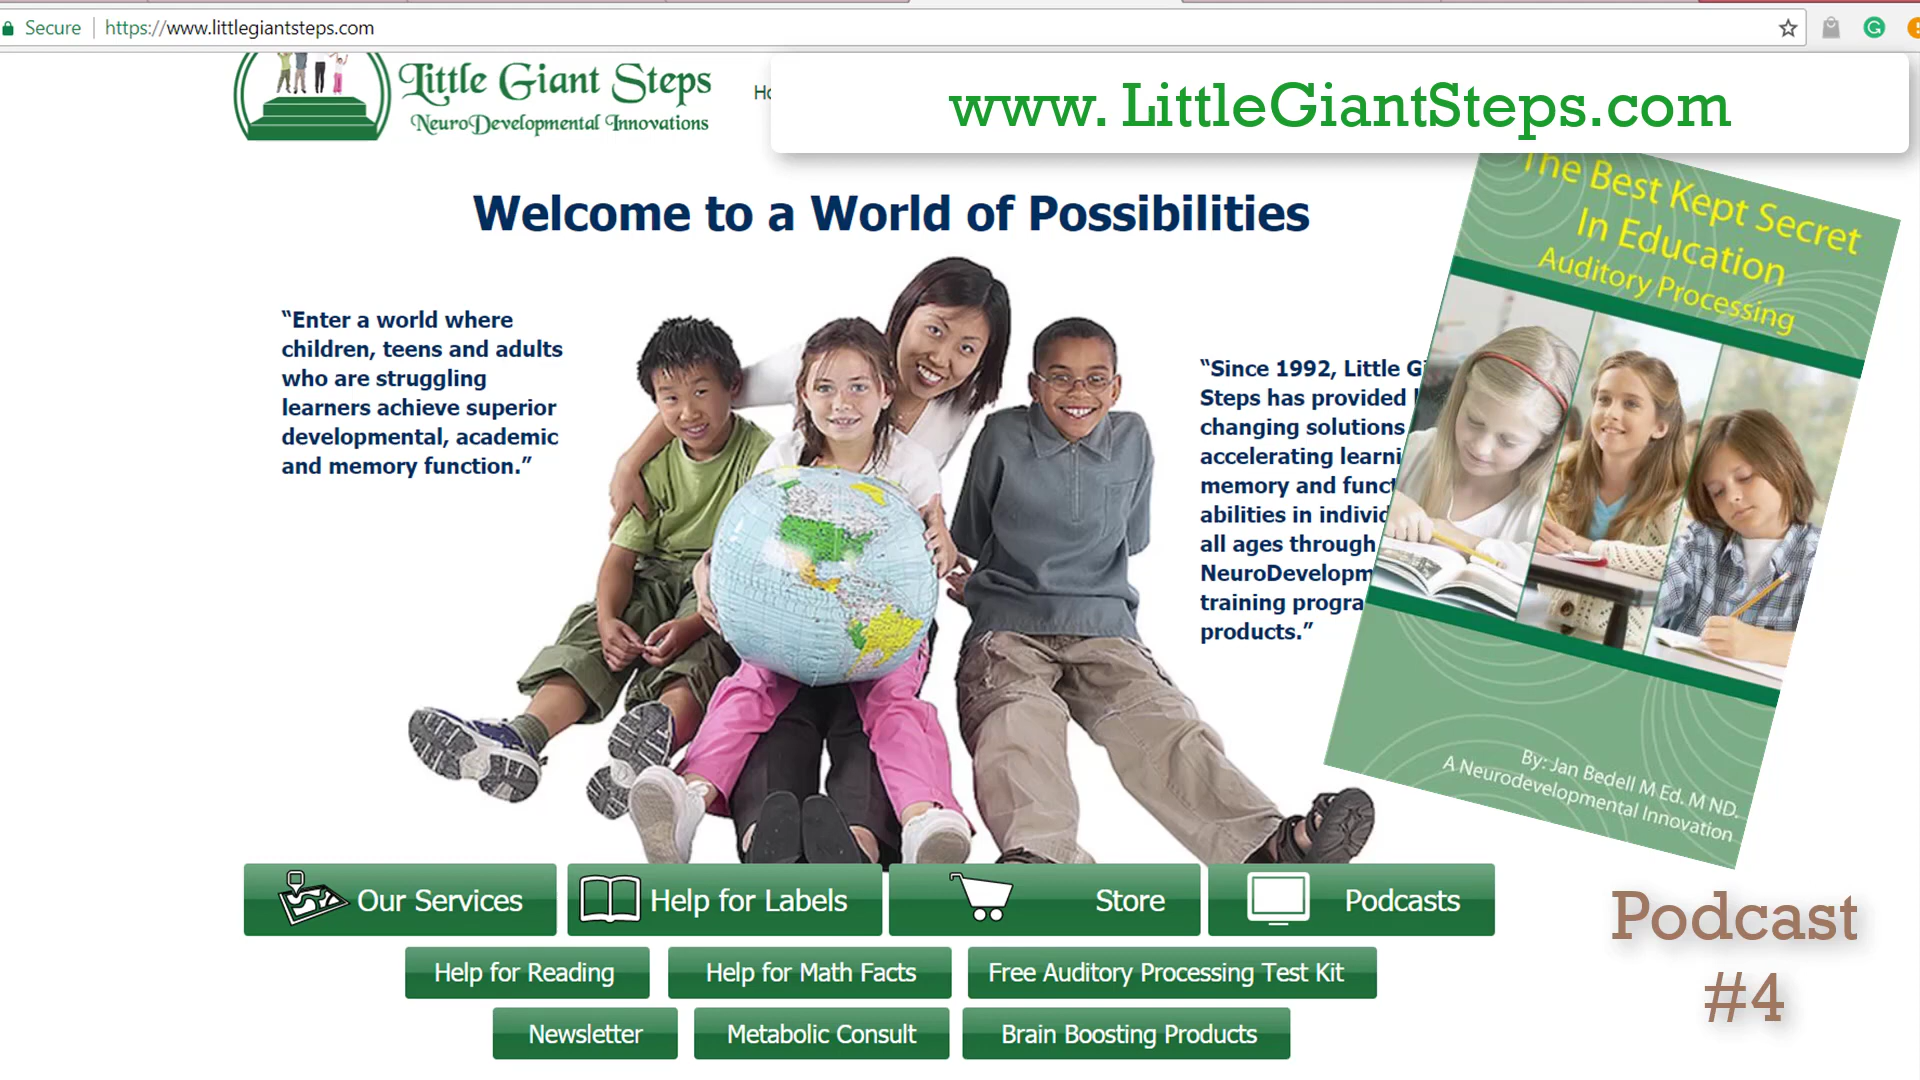 Secure
https://www.littlegiantsteps.com
Little Giant Steps
NeuroDevelopmental Innovations
www. LittleGiantSteps.com
Welcome to a World of Possibilities
“Enter a world where
children, teens and adults
who are struggling
learners achieve superior
developmental, academic
and memory function.”
“Since 1992, Little
Steps has provided
changing solutions
accelerating
memory and
abilities in
all ages through
training
products.”
The Best Kept Secret
In Education
Auditory Processing
By: Jan Bedell M Ed. M ND.
A Neurodevelopmental Innovation
Our Services
Help for Labels
Store
Podcasts
Help for Reading
Help for Math Facts
Free Auditory Processing Test Kit
Newsletter
Metabolic Consult
Brain Boosting Products
Podcast
#4